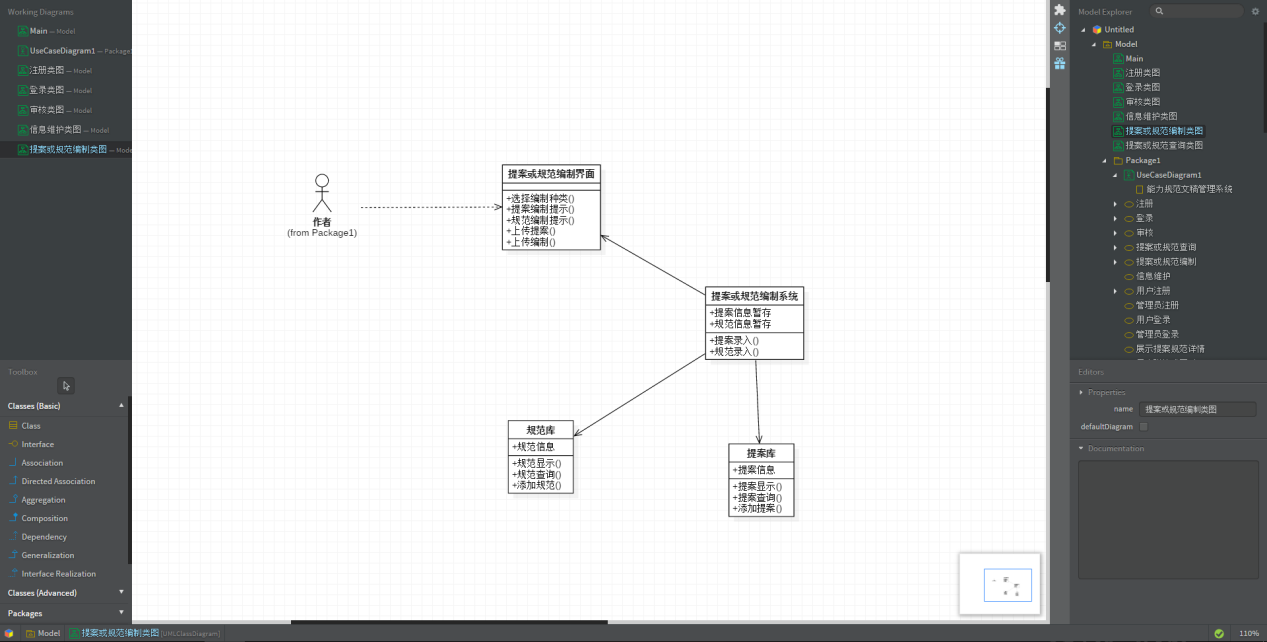 Working Diagrams
Main — Model
UseCaseDiagram1 — Package1
注册类图 — Model
登录类图 — Model
审核类图 — Model
信息维护类图 — Model
提案或规范编制类图 — Mode
Toolbox
Classes (Basic)
Class
Interface
Association
Directed Association
Aggregation
Composition
Dependency
Generalization
Interface Realization
Classes (Advanced)
Packages
作者
(from Package1)
提案或规范编制界面
+选择编制种类()
+提案编制提示()
+规范编制提示()
+上传提案()
+上传编制()
提案或规范编制系统
+提案信息暂存
+规范信息暂存
+提案录入()
+规范录入()
规范库
+规范信息
+规范显示()
+规范查询()
+添加规范()
提案库
+提案信息
+提案显示()
+提案查询()
+添加提案()
Model Explorer
Untitled
Model
Main
注册类图
登录类图
审核类图
信息维护类图
提案或规范编制类图
提案或规范查询类图
Package1
UseCaseDiagram1
能力规范文稿管理系统
注册
登录
审核
提案或规范查询
提案或规范编制
信息维护
用户注册
管理员注册
用户登录
管理员登录
展示提案规范详情
Editors
Properties
name 提案或规范编制类图
defaultDiagram
Documentation
Model 提案或规范编制类图 [UMLClassDiagram]
110%